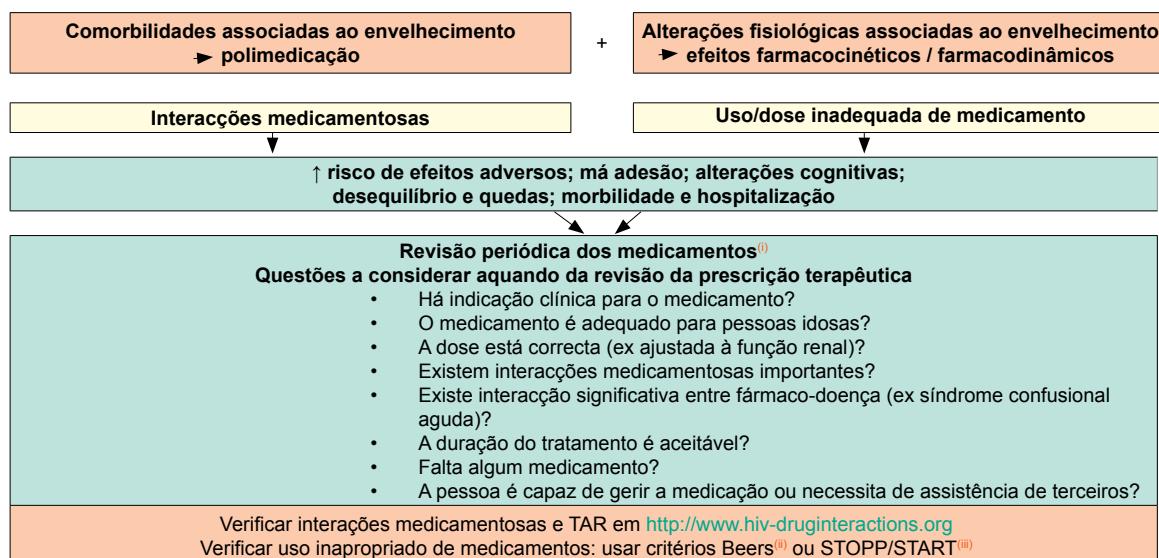 Comorbilidades associadas ao envelhecimento
➛ polimedicação
+
Alterações fisiológicas associadas ao envelhecimento
➛ efeitos farmacocinéticos / farmacodinâmicos
Interacções medicamentosas
Uso/dose inadequada de medicamento
↑ risco de efeitos adversos; má adesão; alterações cognitivas;
desequilíbrio e quedas; morbilidade e hospitalização
Revisão periódica dos medicamentos(i)
Questões a considerar aquando da revisão da prescrição terapêutica
• Há indicação clínica para o medicamento?
• O medicamento é adequado para pessoas idosas?
• A dose está correcta (ex ajustada à função renal)?
• Existem interacções medicamentosas importantes?
• Existe interacção significativa entre fármaco-doença (ex síndrome confusional
aguda)?
• A duração do tratamento é aceitável?
• Falta algum medicamento?
• A pessoa é capaz de gerir a medicação ou necessita de assistência de terceiros?
Verificar interações medicamentosas e TAR em http://www.hiv-druginteractions.org
Verificar uso inapropriado de medicamentos: usar critérios Beers(ii) ou STOPP/START(iii)